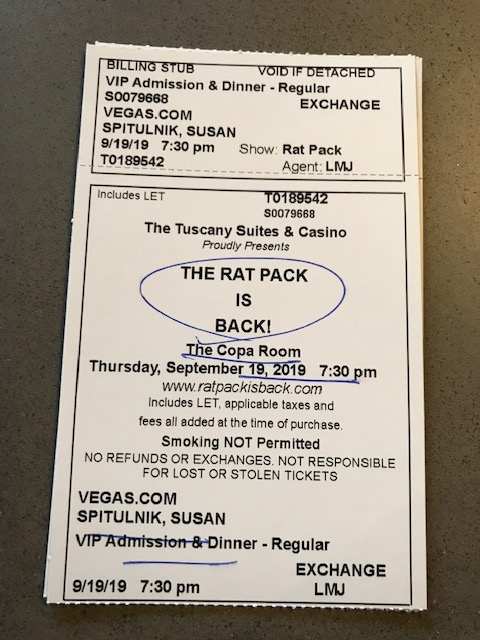 BILLING STUB VOID IF DETACHED
VIP Admission & Dinner - Regular
S0079668 EXCHANGE
VEGAS.COM
SPITULNIK, SUSAN
9/19/19 7:30 pm Show: Rat Pack
T0189542 Agent: LMJ
Includes LET T0189542
S0079668
The Tuscany Suites & Casino
Proudly Presents
THE RAT PACK
IS
BACK!
The Copa Room
Thursday, September 19, 2019 7:30 pm
www.ratpackisback.com
Includes LET, applicable taxes and
fees all added at the time of purchase.
Smoking NOT Permitted
NO REFUNDS OR EXCHANGES. NOT RESPONSIBLE
FOR LOST OR STOLEN TICKETS
VEGAS.COM
SPITULNIK, SUSAN
VIP Admission & Dinner - Regular
EXCHANGE
9/19/19 7:30 pm LMJ